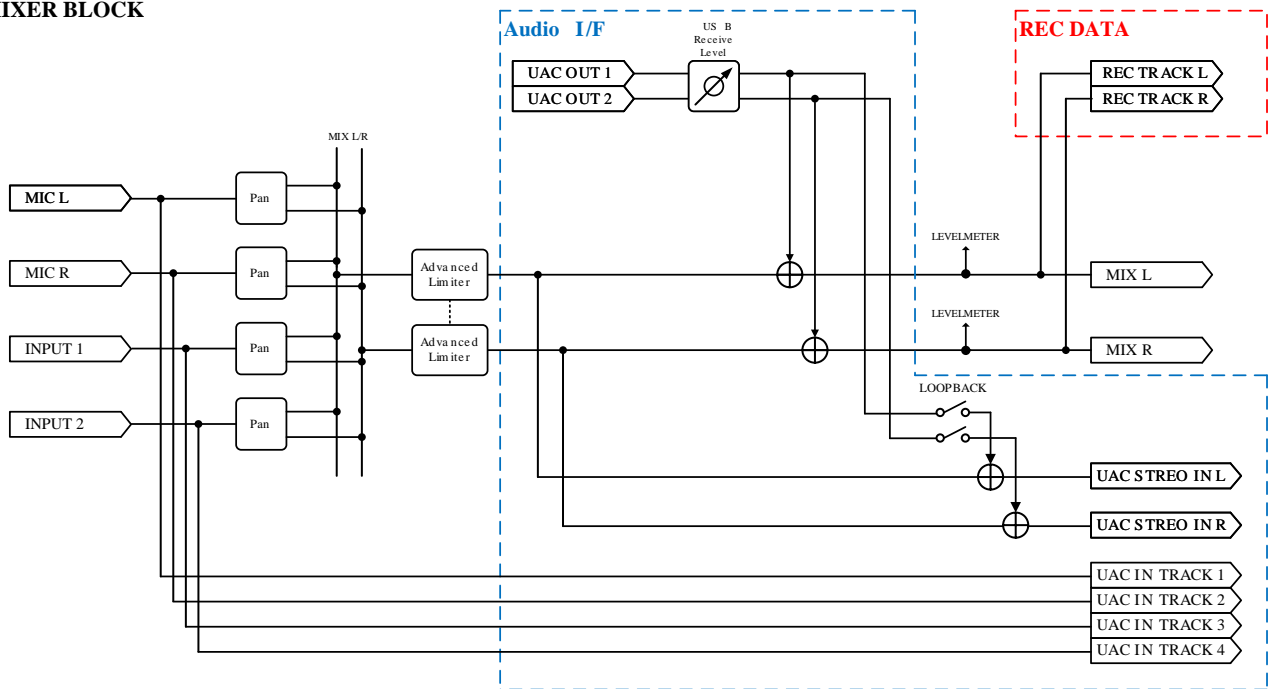 IXER BLOCK
Audio I/F
REC DATA
US B
Receive
Level
UAC OUT 1
UAC OUT 2
REC TRACK L
REC TRACK R
MIX L/R
MIC L
Pan
MIC R
Pan
Advanced
Limiter
LEVELMETER
MIX L
INPUT 1
Pan
Advanced
Limiter
LEVELMETER
MIX R
INPUT 2
Pan
LOOPBACK
UAC STREO IN L
UAC STREO IN R
UAC IN TRACK 1
UAC IN TRACK 2
UAC IN TRACK 3
UAC IN TRACK 4